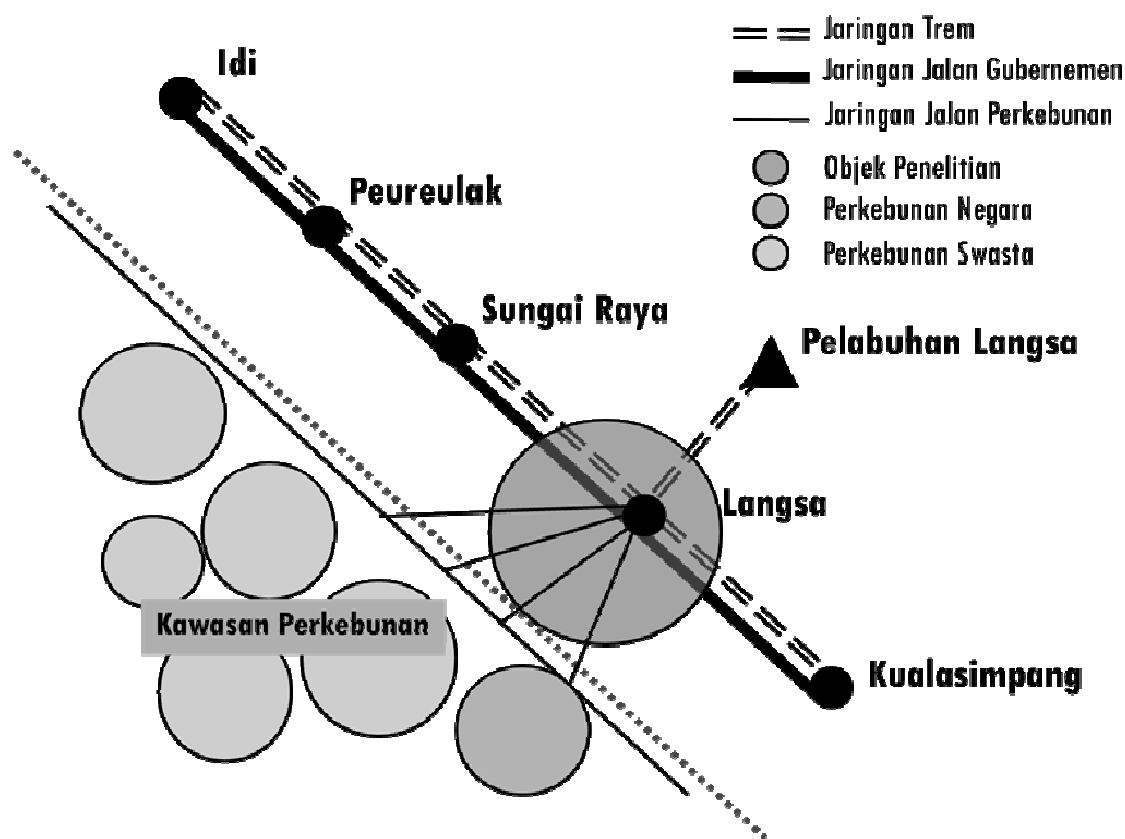 Jaringan Trem
Jaringan Jalan Gubernemen
Jaringan Jalan Perkebunan
Objek Penelitian
Perkebunan Negara
Perkebunan Swasta
Idi
Peureulak
Sungai Raya
Pelabuhan Langsa
Langsa
Kawasan Perkebunan
Kualasimpang